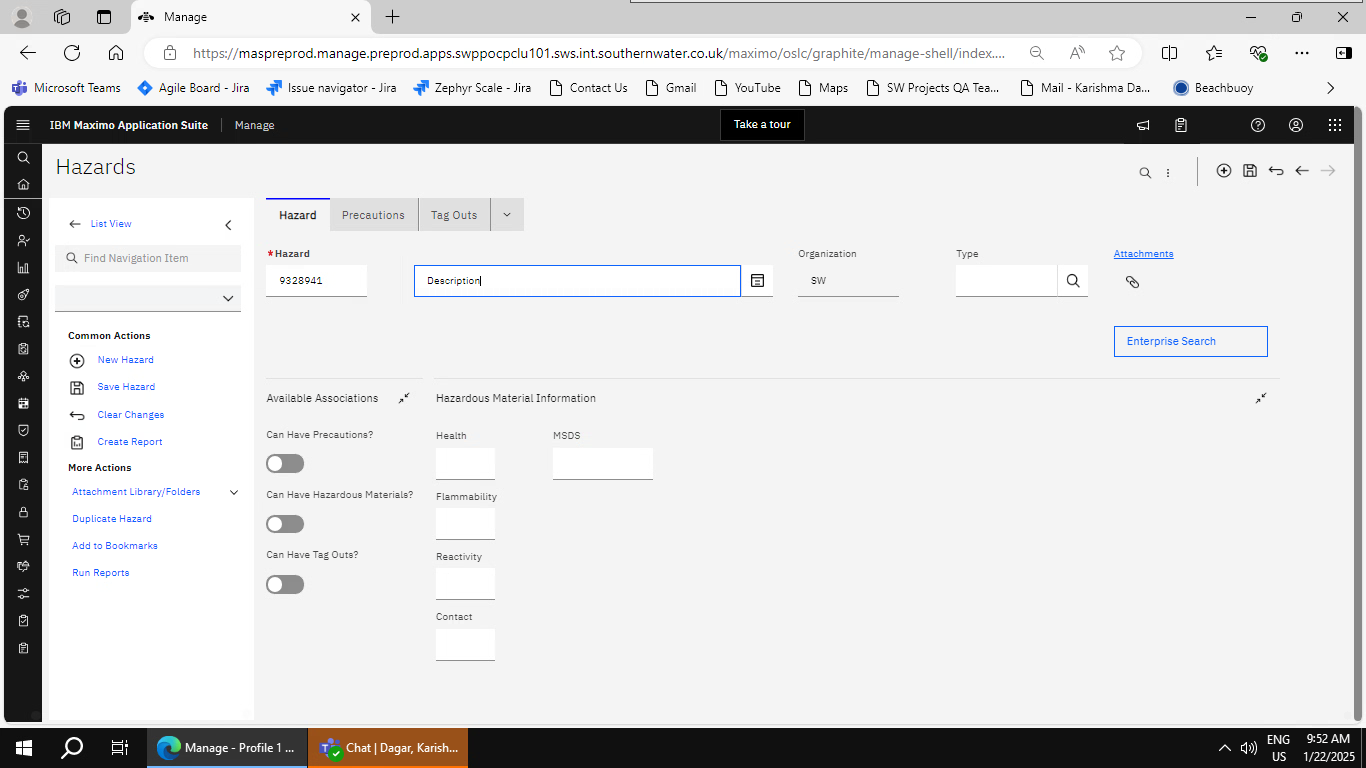 Manage
https://maspreprod.manage.preprod.apps.swppocpclu101.sws.int.southernwater.co.uk/maximo/oslc/graphite/manage-shell/index....
Microsoft Teams
Agile Board - Jira
Issue navigator - Jira
Zephyr Scale - Jira
Contact Us
Gmail
YouTube
Maps
SW Projects QA Tea...
Mail - Karishma Da...
Beachbuoy
IBM Maximo Application Suite
Manage
Take a tour
Hazards
List View
Find Navigation Item
Common Actions
New Hazard
Save Hazard
Clear Changes
Create Report
More Actions
Attachment Library/Folders
Duplicate Hazard
Add to Bookmarks
Run Reports
Hazard
Precautions
Tag Outs
*Hazard
9328941
Description
Organization
SW
Type
Attachments
Enterprise Search
Available Associations
Can Have Precautions?
Can Have Hazardous Materials?
Can Have Tag Outs?
Hazardous Material Information
Health
MSDS
Flammability
Reactivity
Contact
Manage - Profile 1 ...
Chat | Dagar, Karish...
ENG
US
9:52 AM
1/22/2025